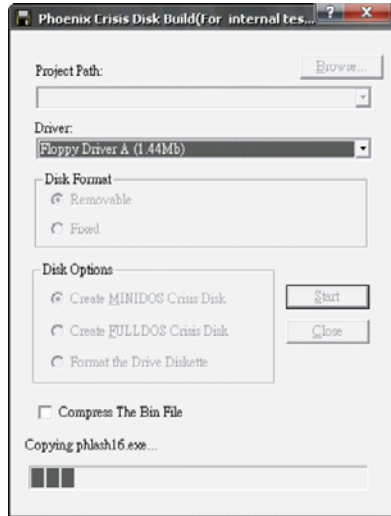 Phoenix Crisis Disk Build(For internal tes...
Project Path:
Browse...
Driver:
Floppy Driver A (1.44Mb)
Disk Format
Removable
Fixed
Disk Options
Create MINIDOS Crisis Disk
Start
Create FULLDOS Crisis Disk
Close
Format the Drive Diskette
Compress The Bin File
Copying phlash16.exe...